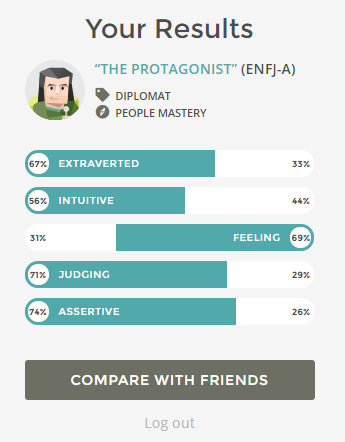 Your Results
“THE PROTAGONIST” (ENFJ-A)
DIPLOMAT
PEOPLE MASTERY
67% EXTRAVERTED 33%
56% INTUITIVE 44%
31% FEELING 69%
71% JUDGING 29%
74% ASSERTIVE 26%
COMPARE WITH FRIENDS
Log out